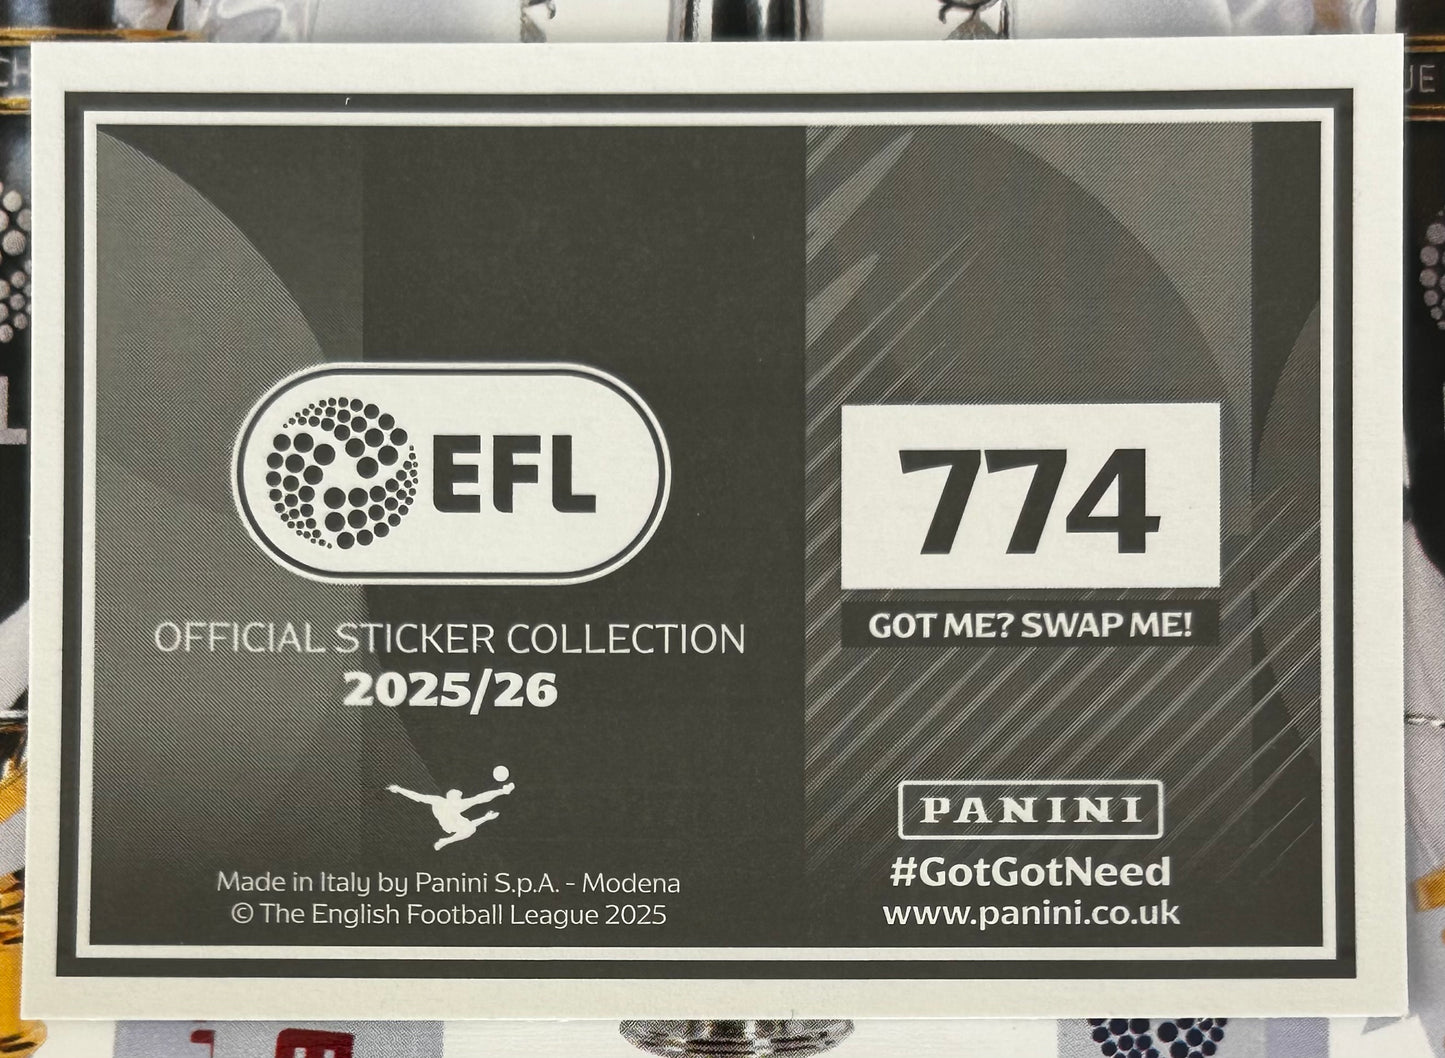 EFL
OFFICIAL STICKER COLLECTION
2025/26
Made in Italy by Panini S.p.A. - Modena
© The English Football League 2025
774
GOT ME? SWAP ME!
PANINI
#GotGotNeed
www.panini.co.uk